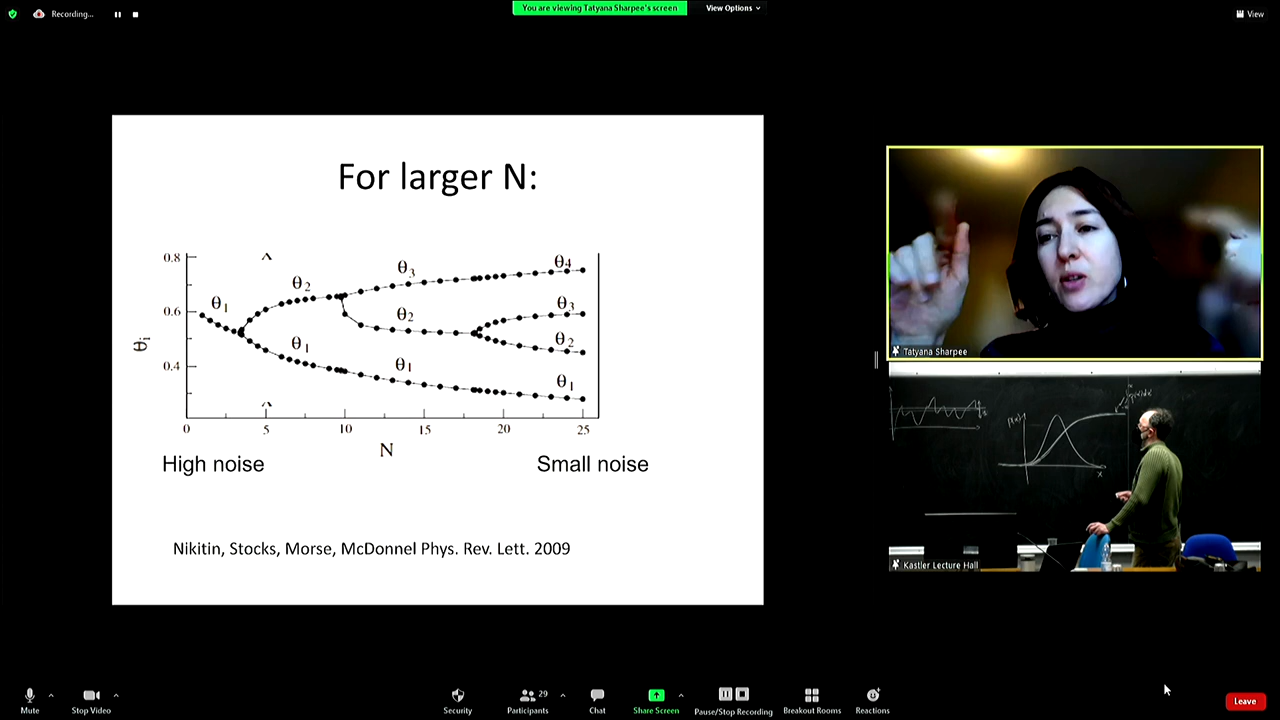 Recording...
You are viewing Tatyana Sharpee's screen
View Options
View
For larger N:
0.8
0.6
0.4
θi
θ1
θ2
θ3
θ4
θ2
θ3
θ2
θ1
θ1
θ1
0 5 10 15 20 25
N
High noise
Small noise
Nikitin, Stocks, Morse, McDonnel Phys. Rev. Lett. 2009
Tatyana Sharpee
p(x)
x
Kastler Lecture Hall
Mute
Stop Video
Security
29
Participants
Chat
Share Screen
Pause/Stop Recording
Breakout Rooms
Reactions
Leave